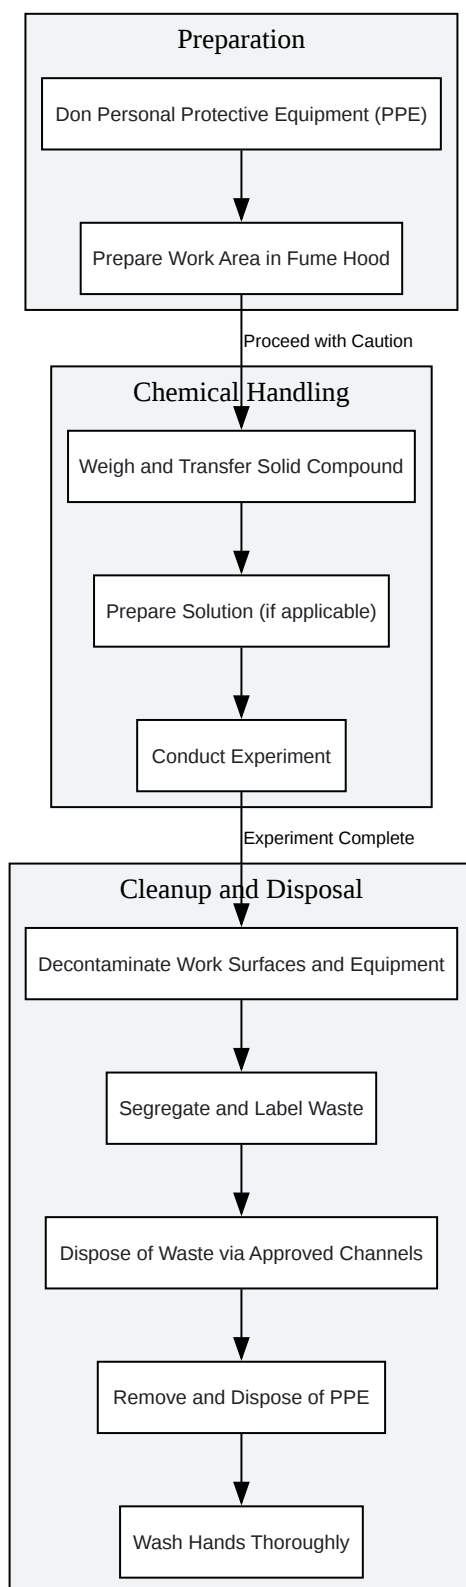 Preparation
Don Personal Protective Equipment (PPE)
Prepare Work Area in Fume Hood
Proceed with Caution
Chemical Handling
Weigh and Transfer Solid Compound
Prepare Solution (if applicable)
Conduct Experiment
Experiment Complete
Cleanup and Disposal
Decontaminate Work Surfaces and Equipment
Segregate and Label Waste
Dispose of Waste via Approved Channels
Remove and Dispose of PPE
Wash Hands Thoroughly